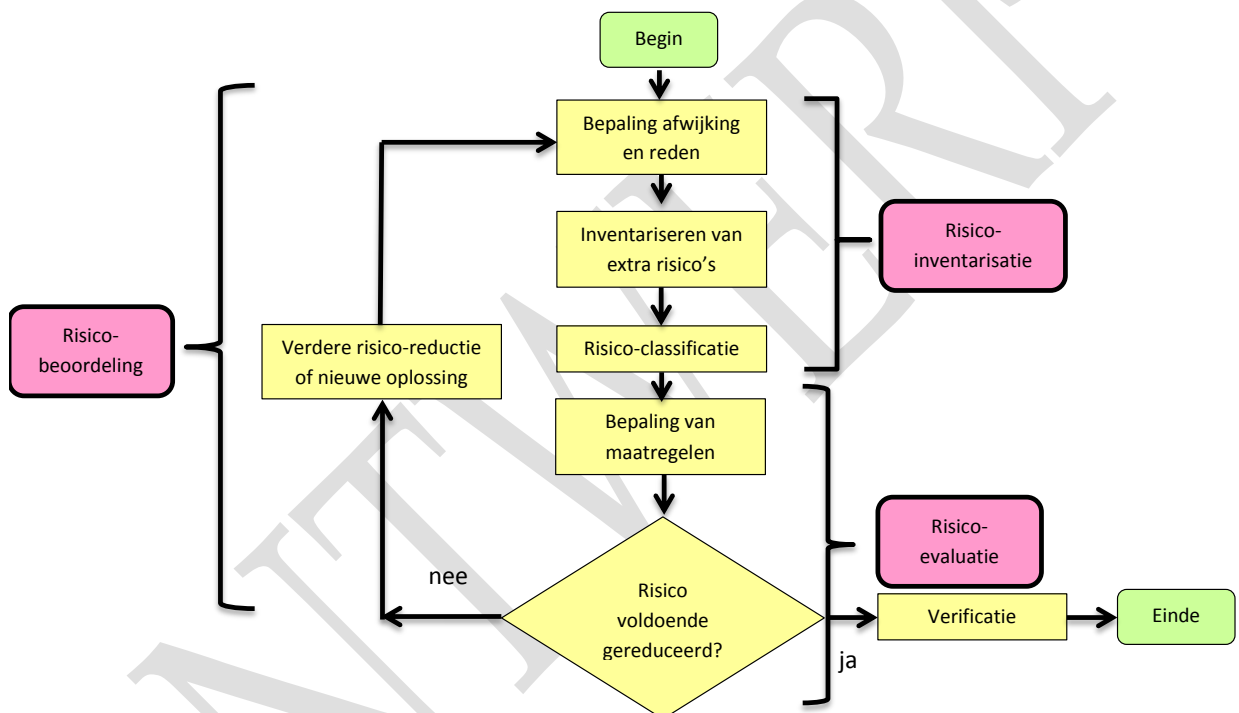 Begin
Bepaling afwijking
en reden
Inventariseren van
extra risico's
Risico-
inventarisatie
Risico-
beoordeling
Verdere risico-reductie
of nieuwe oplossing
Risico-classificatie
Bepaling van
maatregelen
Risico-
evaluatie
nee
Risico
voldoende
gereduceerd?
ja
Verificatie
Einde
NTWERP